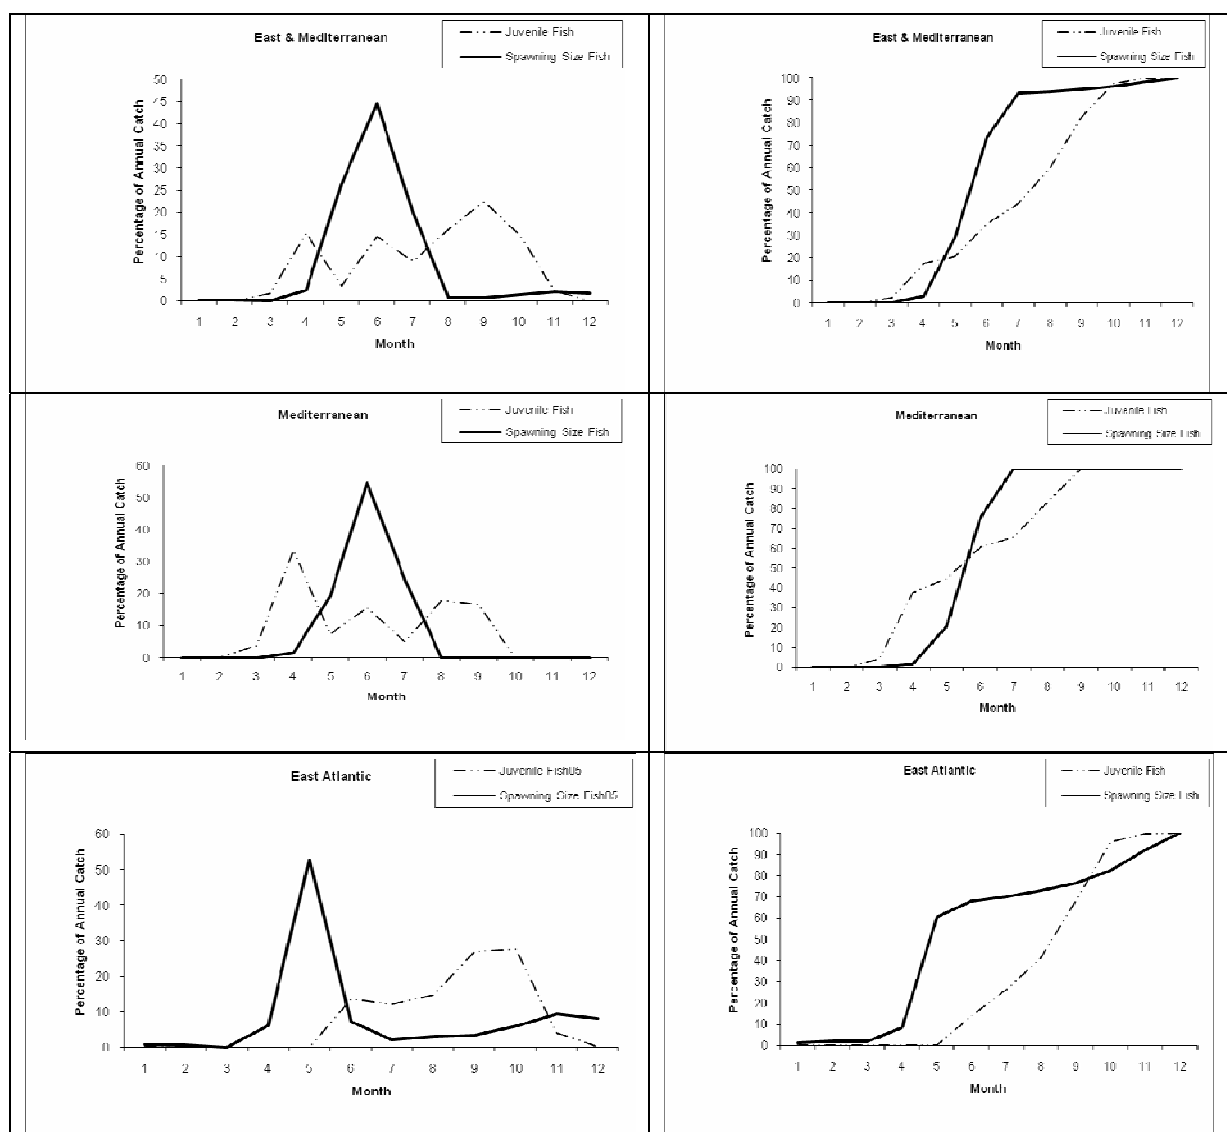 East & Mediterranean
Juvenile Fish
Spawning Size Fish
Percentage of Annual Catch
50
45
40
35
30
25
20
15
10
5
0
1 2 3 4 5 6 7 8 9 10 11 12
Month
East & Mediterranean
Juvenile Fish
Spawning Size Fish
Percentage of Annual Catch
100
90
80
70
60
50
40
30
20
10
0
1 2 3 4 5 6 7 8 9 10 11 12
Month
Mediterranean
Juvenile Fish
Spawning Size Fish
Percentage of Annual Catch
60
50
40
30
20
10
0
1 2 3 4 5 6 7 8 9 10 11 12
Month
Mediterranean
Juvenile Fish
Spawning Size Fish
Percentage of Annual Catch
100
90
80
70
60
50
40
30
20
10
0
1 2 3 4 5 6 7 8 9 10 11 12
Month
East Atlantic
Juvenile Fish05
Spawning Size Fish05
Percentage of Annual Catch
60
50
40
30
20
10
0
1 2 3 4 5 6 7 8 9 10 11 12
Month
East Atlantic
Juvenile Fish
Spawning Size Fish
Percentage of Annual Catch
100
90
80
70
60
50
40
30
20
10
0
1 2 3 4 5 6 7 8 9 10 11 12
Month